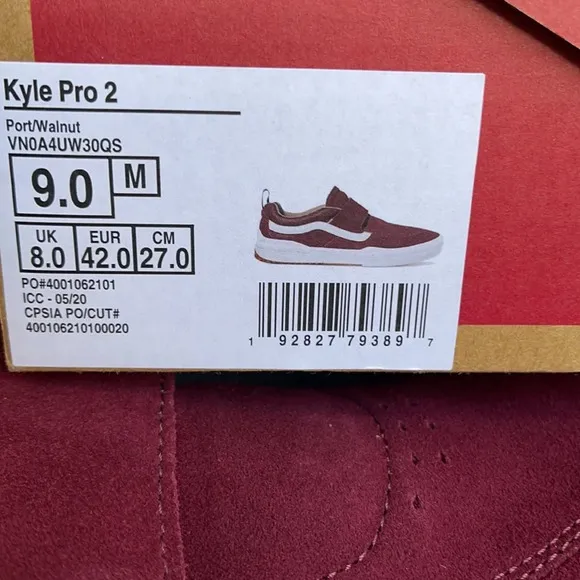 Kyle Pro 2
Port/Walnut
VN0A4UW30QS
9.0 M
UK EUR CM
8.0 42.0 27.0
PO#4001062101
ICC - 05/20
CPSIA PO/CUT#
400106210100020
1 92827 79389 7